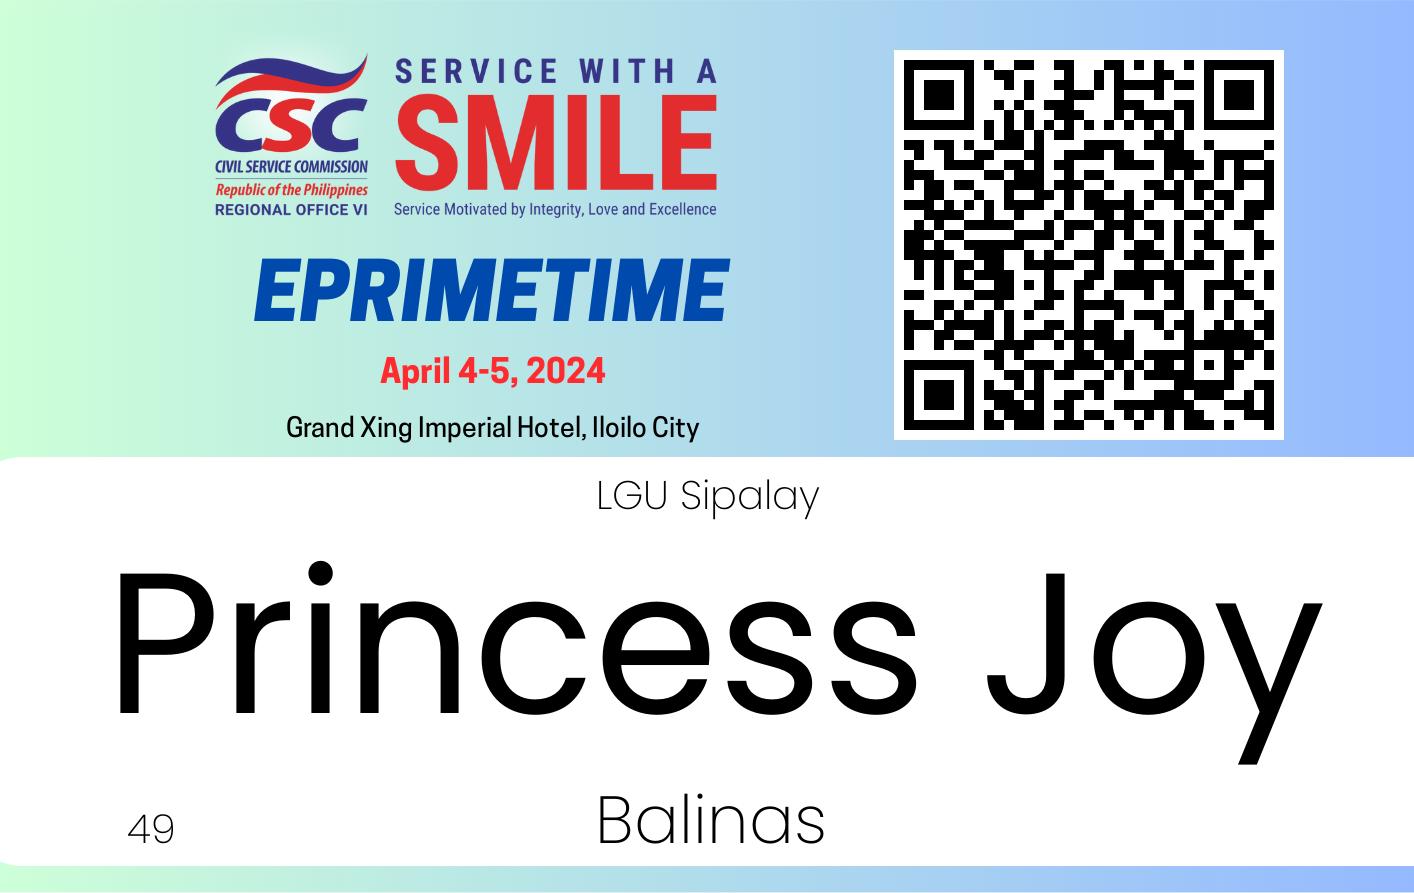 CSC
CIVIL SERVICE COMMISSION
Republic of the Philippines
REGIONAL OFFICE VI
SERVICE WITH A
SMILE
Service Motivated by Integrity, Love and Excellence
EPRIMETIME
April 4-5, 2024
Grand Xing Imperial Hotel, Iloilo City
LGU Sipalay
Princess Joy
Balinas
49